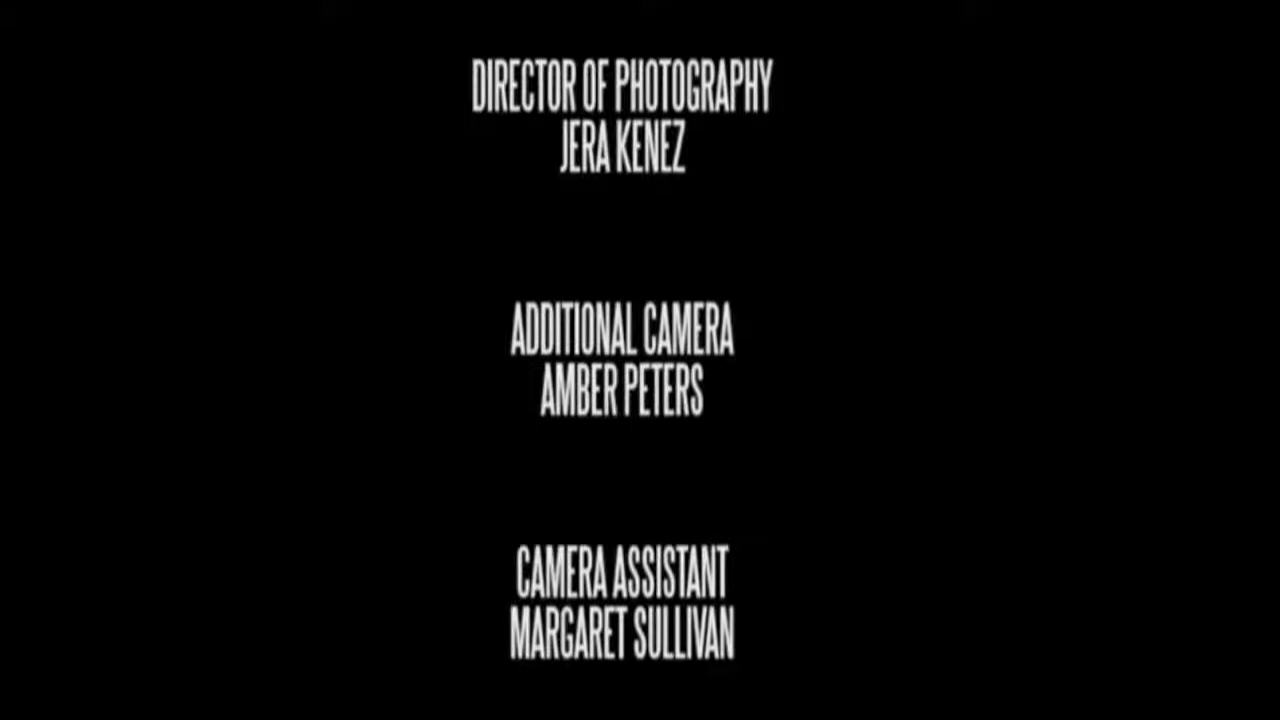 DIRECTOR OF PHOTOGRAPHY
JERA KENEZ
ADDITIONAL CAMERA
AMBER PETERS
CAMERA ASSISTANT
MARGARET SULLIVAN